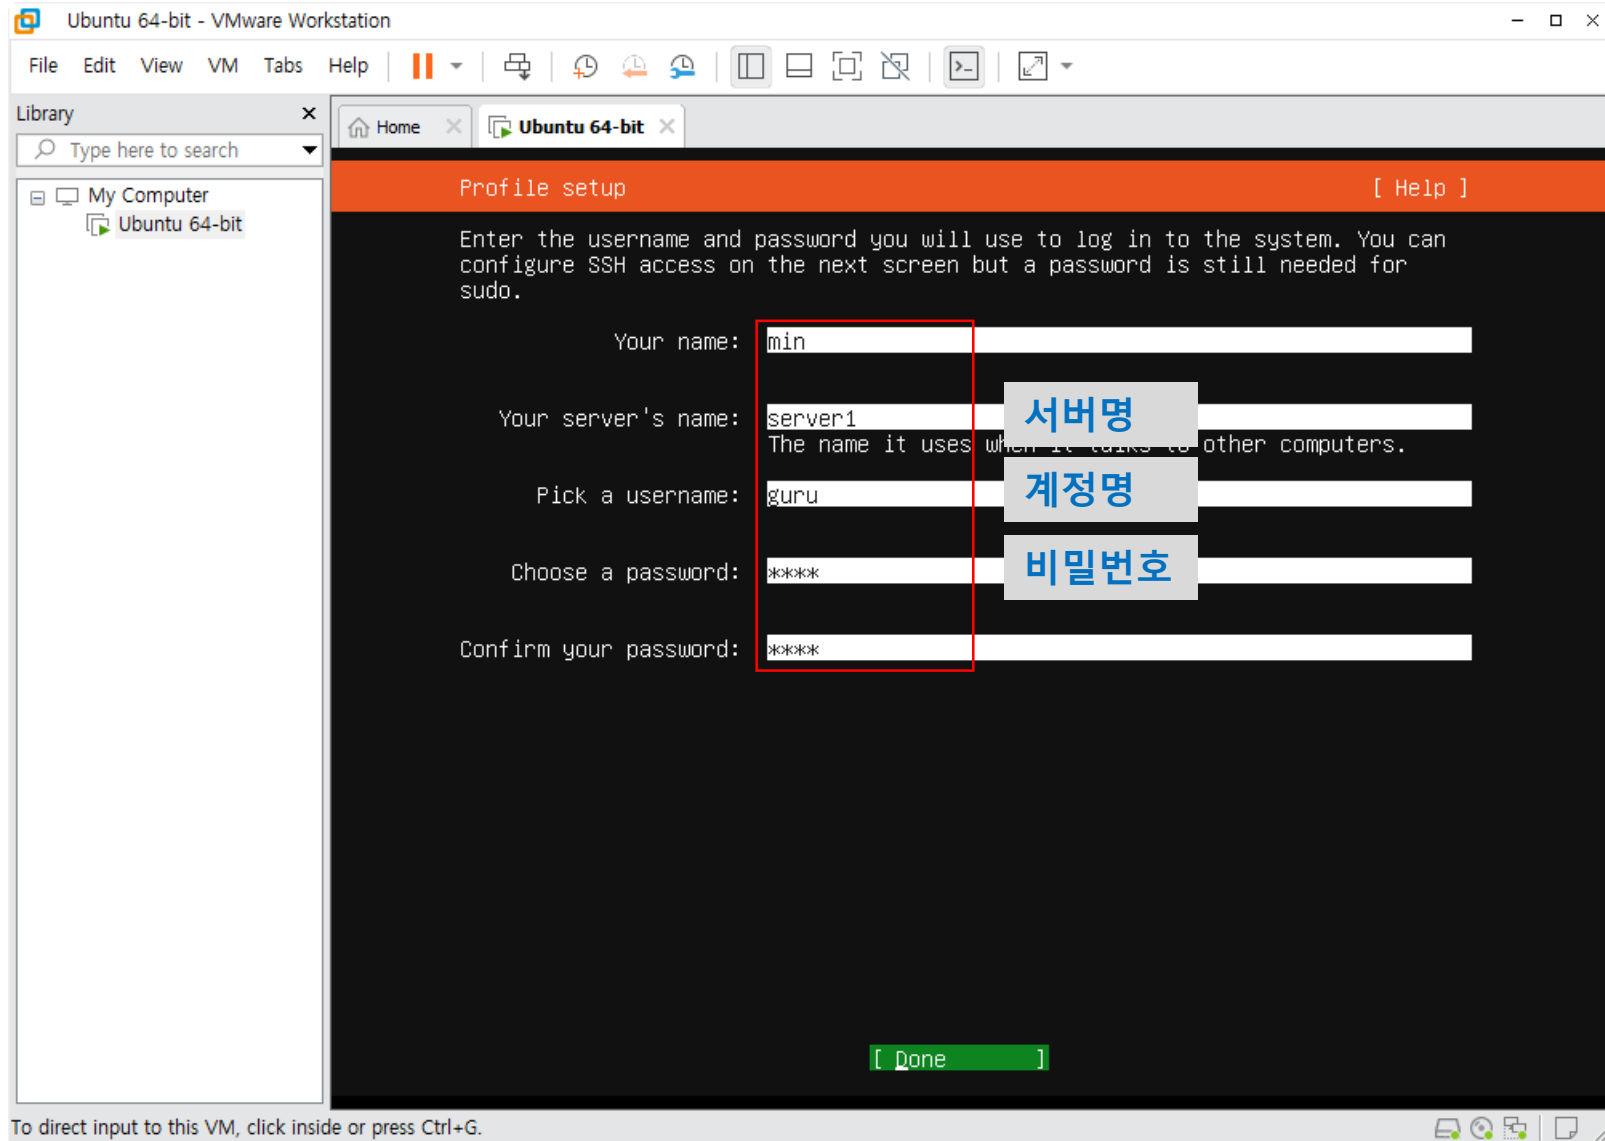 Ubuntu 64-bit - VMware Workstation
File Edit View VM Tabs Help
Library
Type here to search
My Computer
Ubuntu 64-bit
Home
Ubuntu 64-bit
Profile setup [ Help ]
Enter the username and password you will use to log in to the system. You can
configure SSH access on the next screen but a password is still needed for
sudo.
Your name: min
Your server's name: server1
서버명
The name it uses when it talks to other computers.
Pick a username: guru
계정명
Choose a password: ****
비밀번호
Confirm your password: ****
[ Done ]
To direct input to this VM, click inside or press Ctrl+G.